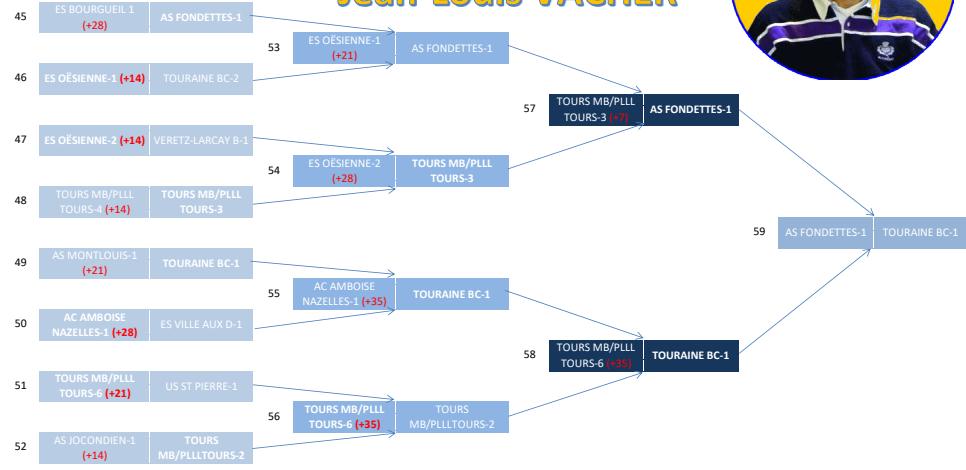 Jean-Louis VACHER
45
ES BOURGUEIL 1
(+28)
AS FONDETTES-1
46
ES OËSIENNE-1 (+14)
TOURAINE BC-2
47
ES OËSIENNE-2 (+14)
VERETZ-LARCAY B-1
48
TOURS MB/PLLL
TOURS-4 (+14)
TOURS MB/PLLL
TOURS-3
49
AS MONTLOUIS-1
(+21)
TOURAINE BC-1
50
AC AMBOISE
NAZELLES-1 (+28)
ES VILLE AUX D-1
51
TOURS MB/PLLL
TOURS-6 (+21)
US ST PIERRE-1
52
AS JOCONDIEN-1
(+14)
TOURS
MB/PLLLTOURS-2
53
ES OËSIENNE-1
(+21)
AS FONDETTES-1
54
ES OËSIENNE-2
(+28)
TOURS MB/PLLL
TOURS-3
55
AC AMBOISE
NAZELLES-1 (+35)
TOURAINE BC-1
56
TOURS MB/PLLL
TOURS-6 (+35)
TOURS
MB/PLLLTOURS-2
57
TOURS MB/PLLL
TOURS-3 (+7)
AS FONDETTES-1
58
TOURS MB/PLLL
TOURS-6 (+35)
TOURAINE BC-1
59
AS FONDETTES-1
TOURAINE BC-1